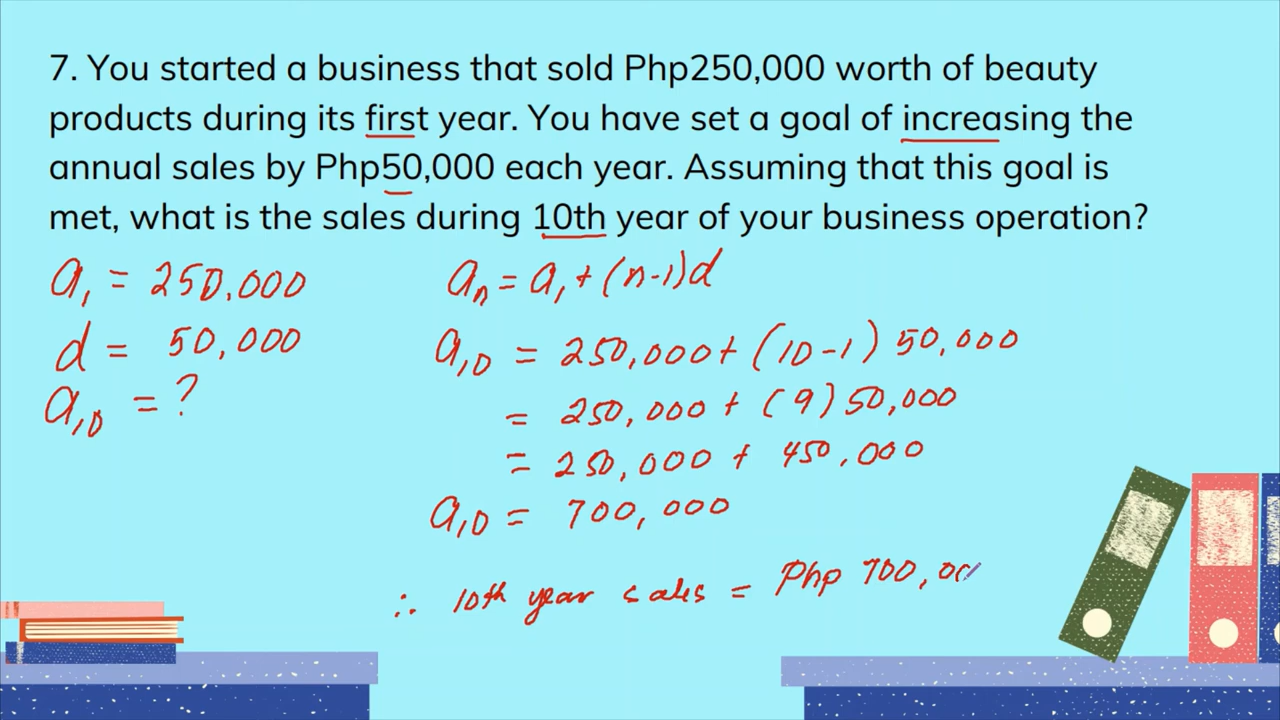 7. You started a business that sold Php250,000 worth of beauty
products during its first year. You have set a goal of increasing the
annual sales by Php50,000 each year. Assuming that this goal is
met, what is the sales during 10th year of your business operation?
a₁ = 250,000
d = 50,000
a₁₀ = ?
aₙ = a₁ + (n-1)d
a₁₀ = 250,000 + (10-1) 50,000
= 250,000 + (9) 50,000
= 250,000 + 450,000
a₁₀ = 700,000
∴ 10th year sales = Php 700,00